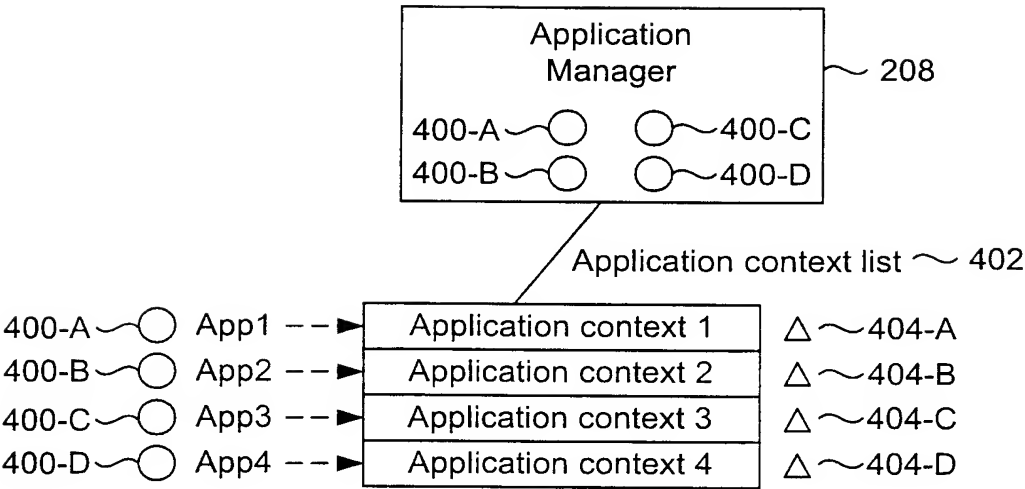 Application
Manager
208
400-A 400-C
400-B 400-D
Application context list 402
400-A App1 Application context 1 404-A
400-B App2 Application context 2 404-B
400-C App3 Application context 3 404-C
400-D App4 Application context 4 404-D